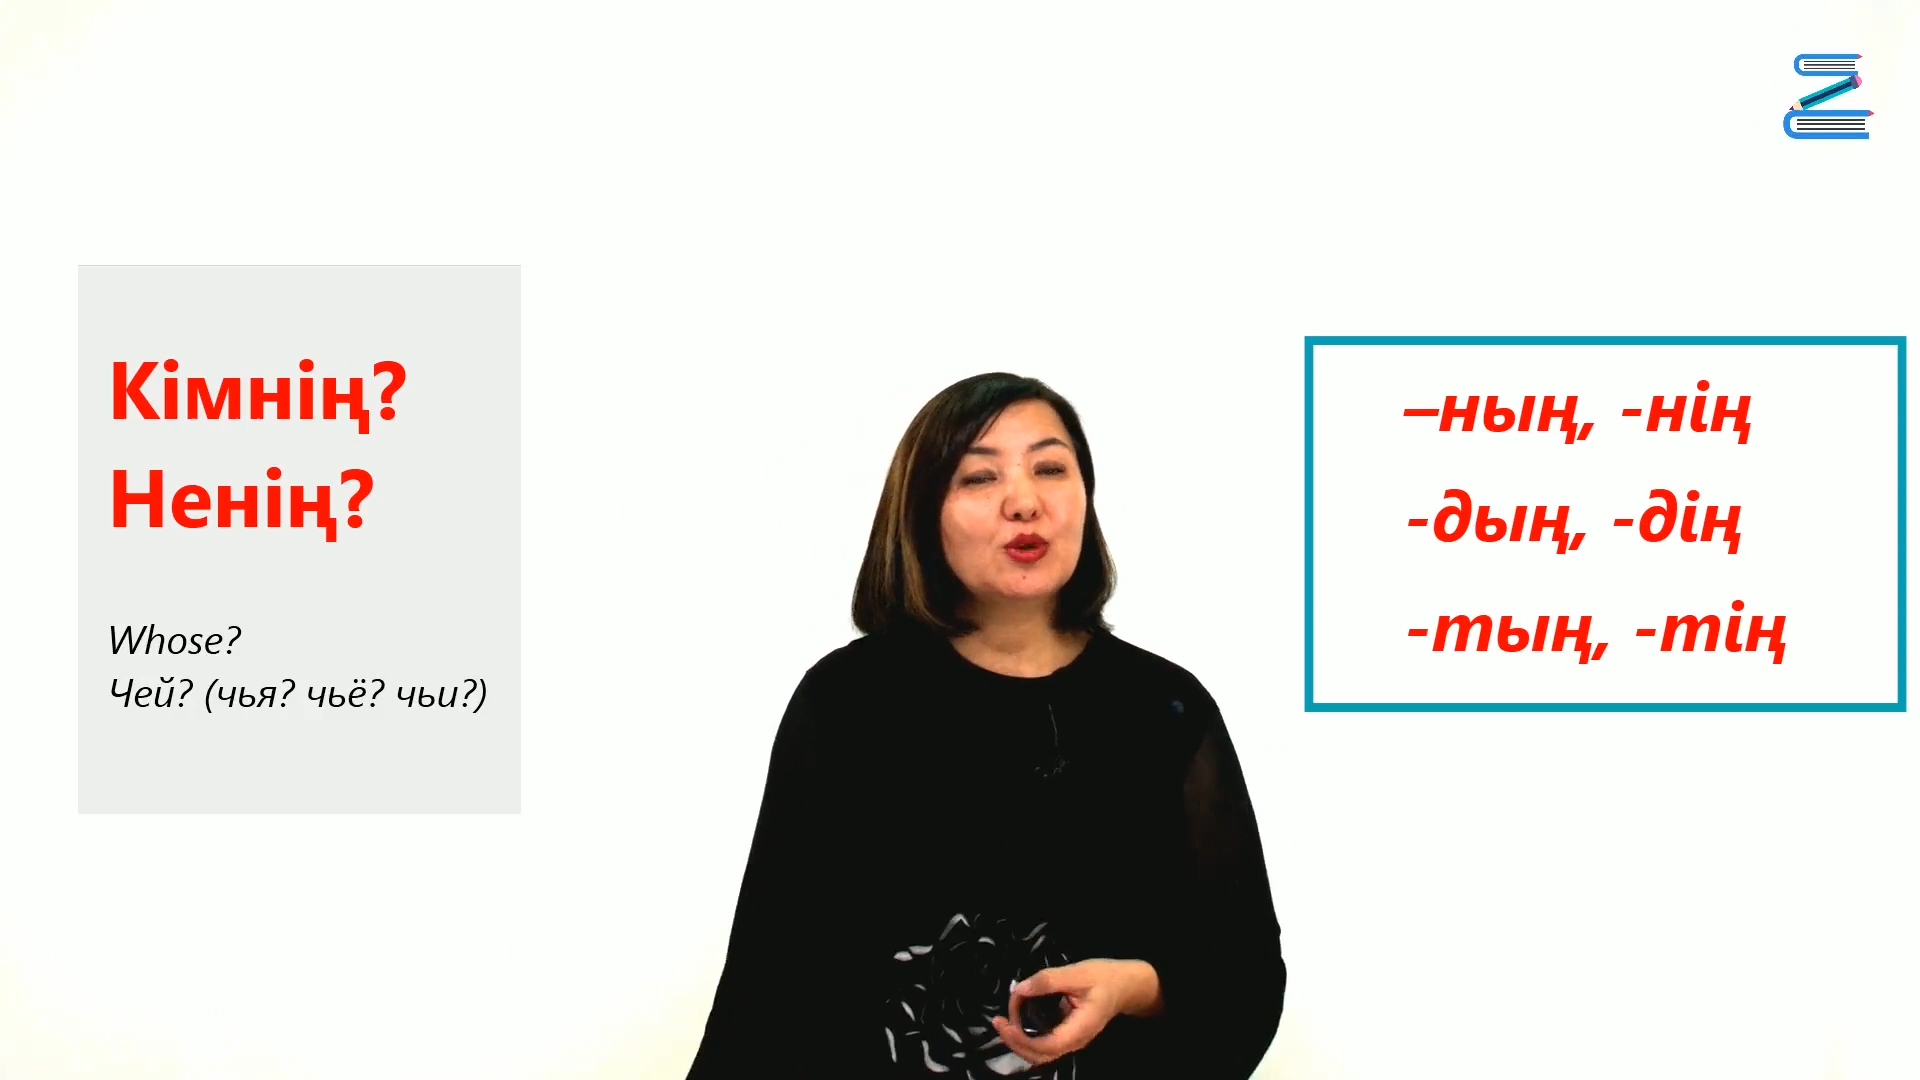 Кімнің?
Ненің?
Whose?
Чей? (чья? чьё? чьи?)
–ның, -нің
-дың, -дің
-тың, -тің